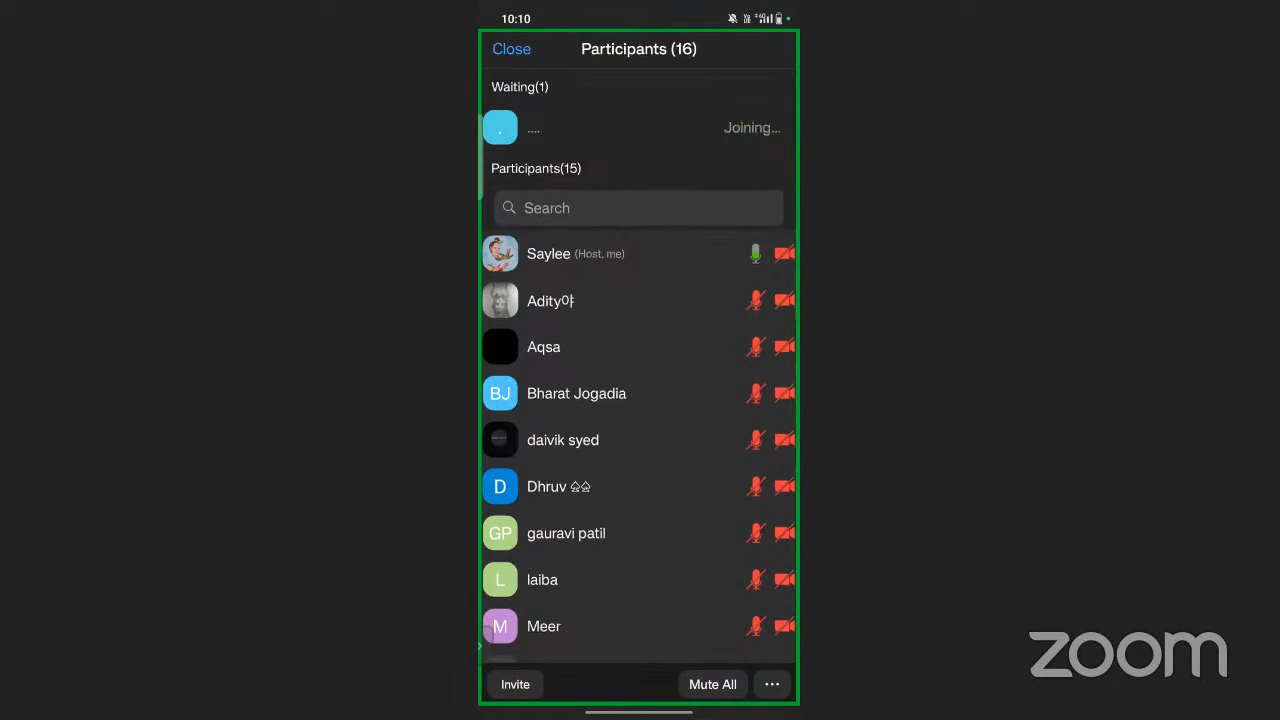 10:10
Close
Participants (16)
Waiting(1)
.
....
Joining...
Participants(15)
Search
Saylee (Host, me)
Adity야
Aqsa
BJ
Bharat Jogadia
daivik syed
D
Dhruv ♤♤
GP
gauravi patil
L
laiba
M
Meer
Invite
Mute All
...
zoom